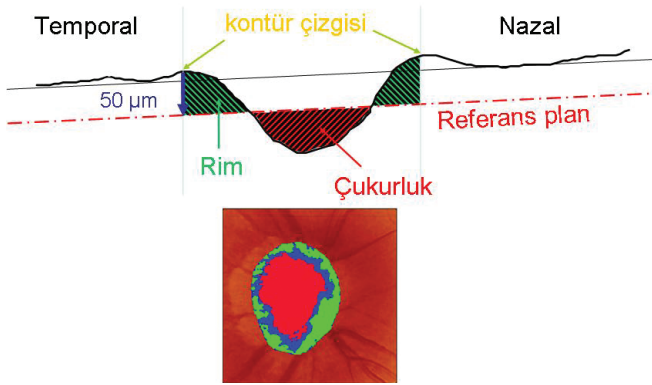 Temporal
kontür çizgisi
Nazal
50 µm
Referans plan
Rim
Çukurluk